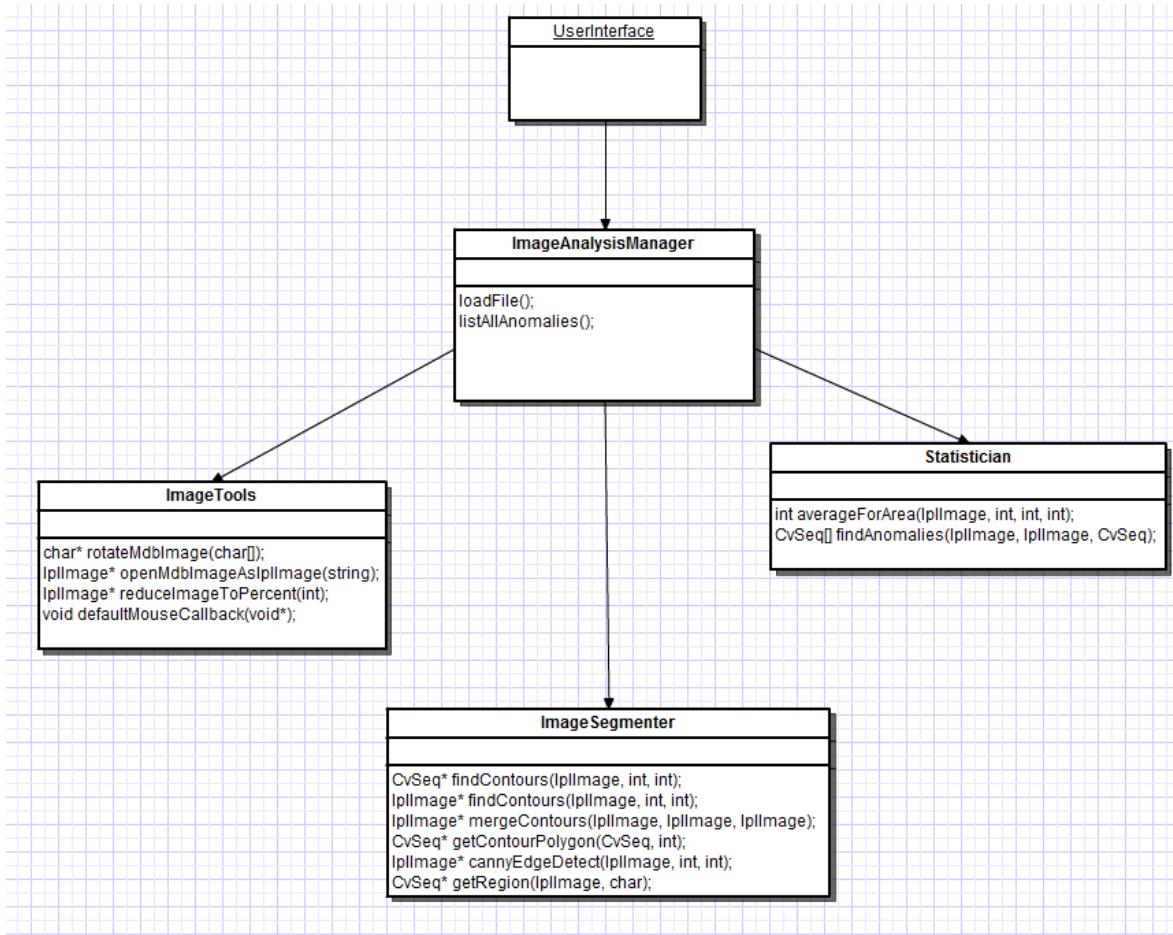 UserInterface
ImageAnalysisManager
loadFile();
listAllAnomalies();
ImageTools
char* rotateMdbImage(char[]);
IplImage* openMdbImageAsIplImage(string);
IplImage* reduceImageToPercent(int);
void defaultMouseCallback(void*);
Statistician
int averageForArea(IplImage, int, int, int);
CvSeq[] findAnomalies(IplImage, IplImage, CvSeq);
ImageSegmenter
CvSeq* findContours(IplImage, int, int);
IplImage* findContours(IplImage, int, int);
IplImage* mergeContours(IplImage, IplImage, IplImage);
CvSeq* getContourPolygon(CvSeq, int);
IplImage* cannyEdgeDetect(IplImage, int, int);
CvSeq* getRegion(IplImage, char);